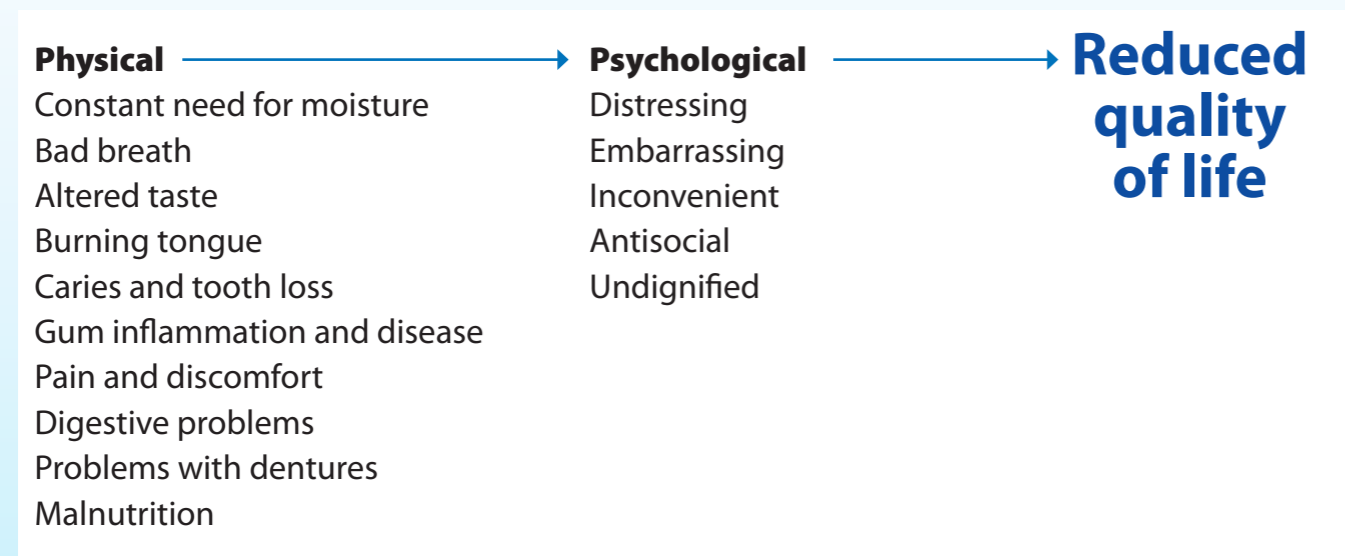 Physical
Constant need for moisture
Bad breath
Altered taste
Burning tongue
Caries and tooth loss
Gum inflammation and disease
Pain and discomfort
Digestive problems
Problems with dentures
Malnutrition
Psychological
Distressing
Embarrassing
Inconvenient
Antisocial
Undignified
Reduced
quality
of life